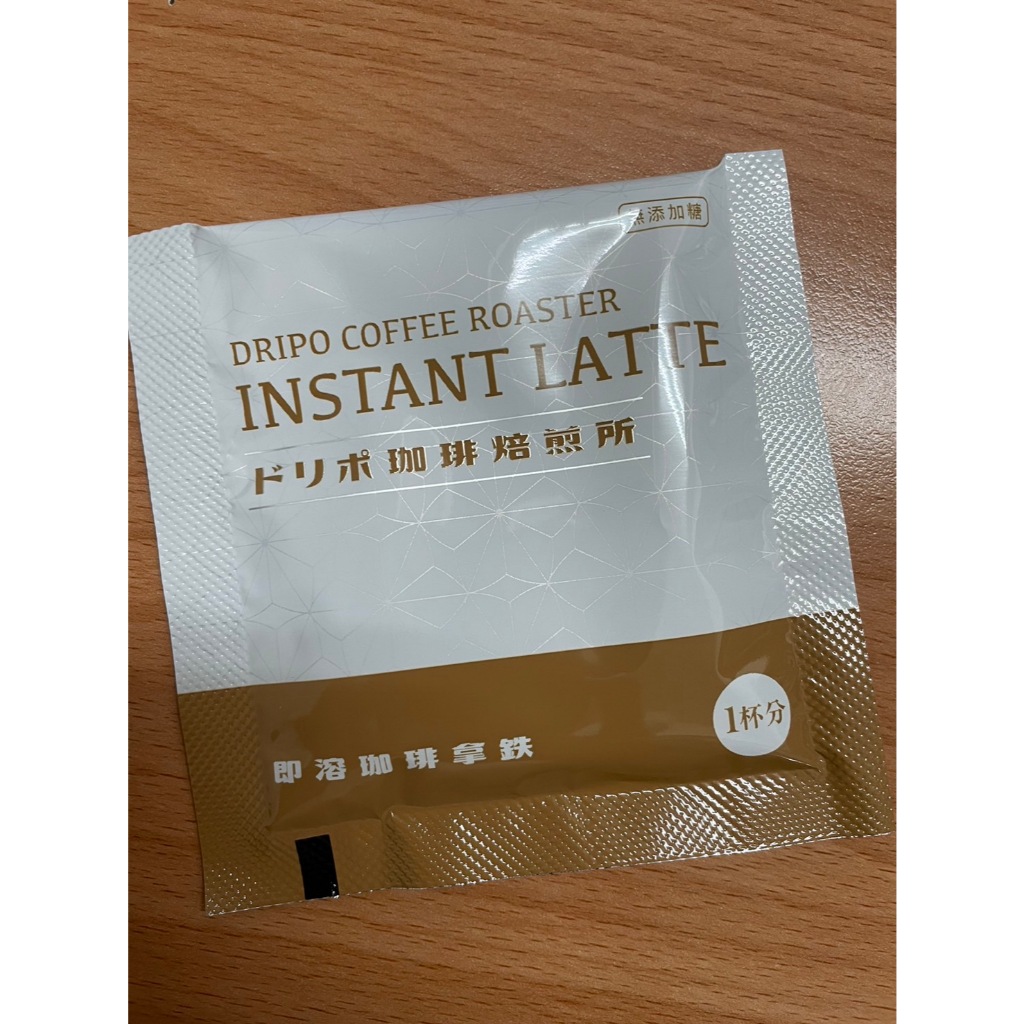 無添加糖
DRIPO COFFEE ROASTER
INSTANT LATTE
ドリポ珈琲焙煎所
1杯分
即溶珈琲拿鉄